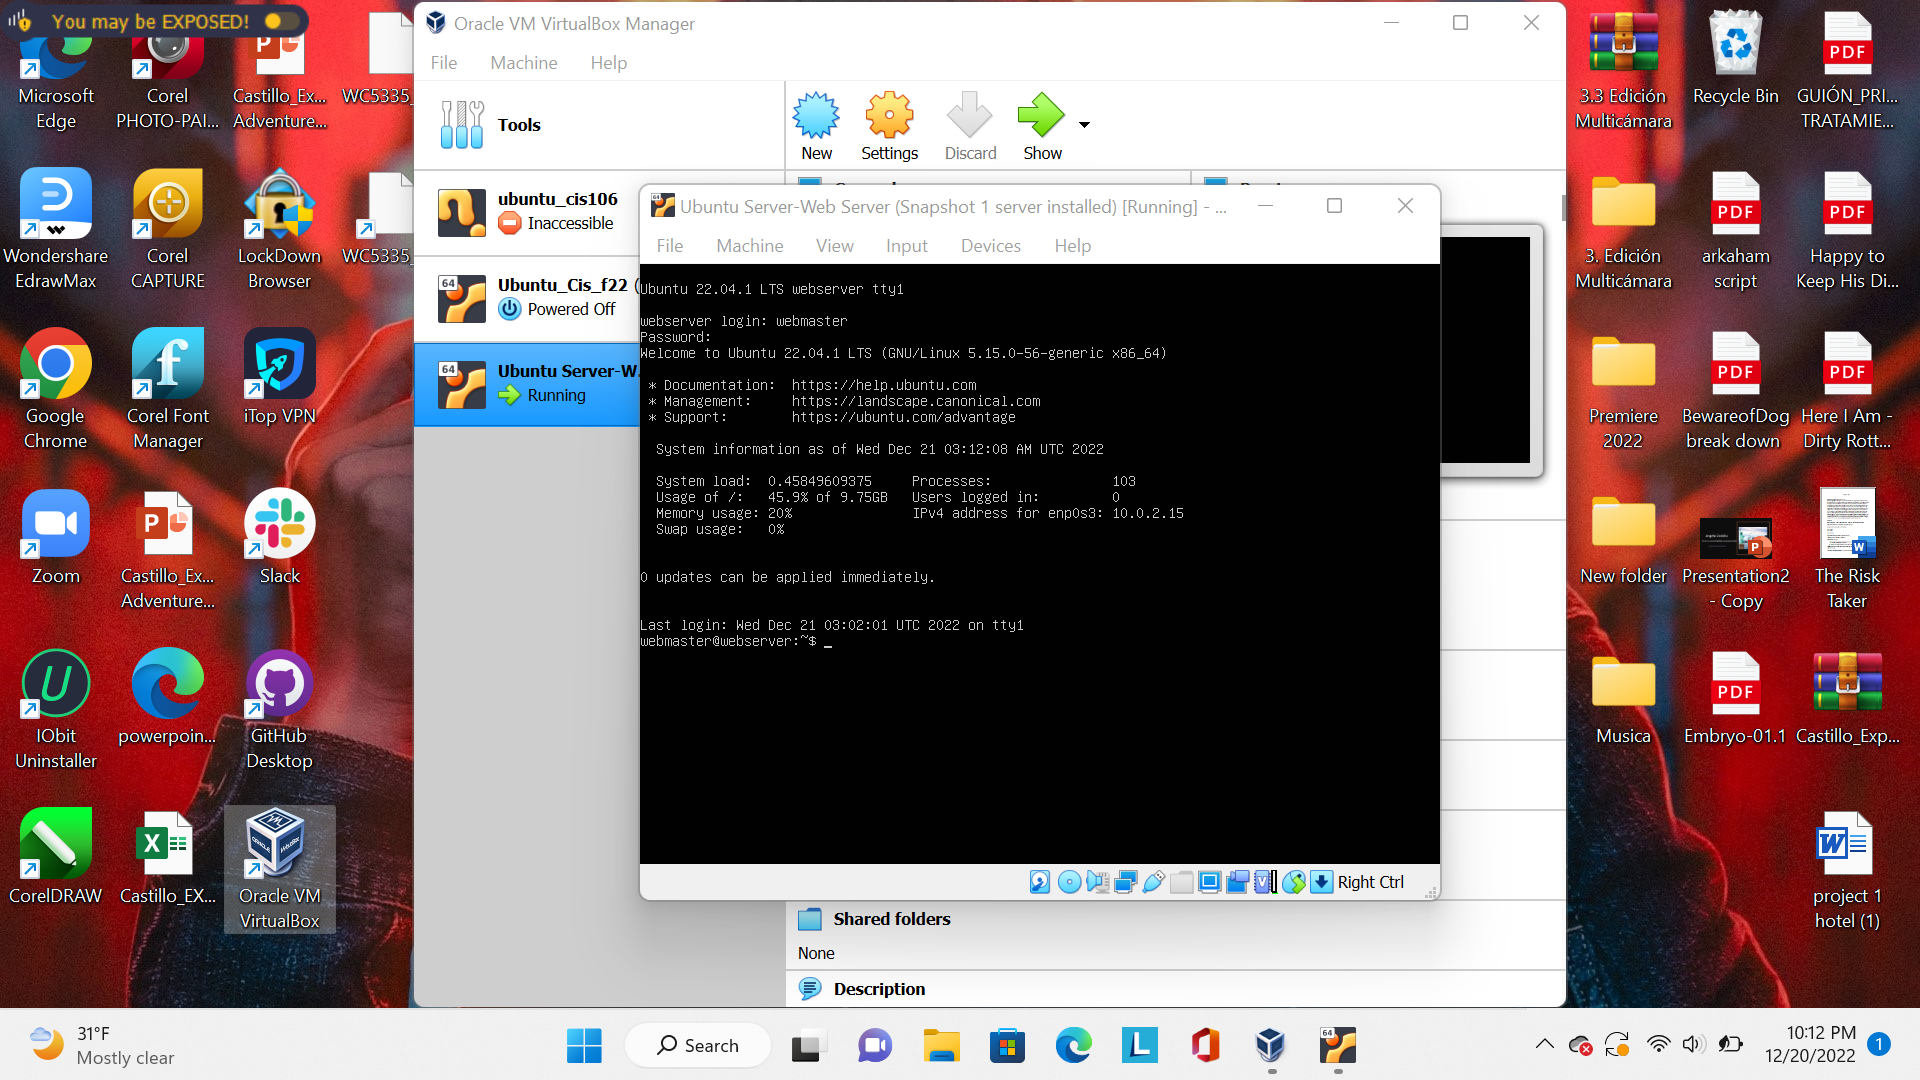 You may be EXPOSED!
Microsoft
Edge
Corel
PHOTO-PAI...
Castillo_Ex...
Adventure...
WC5335_
Wondershare
EdrawMax
Corel
CAPTURE
LockDown
Browser
WC5335_
Google
Chrome
Corel Font
Manager
iTop VPN
Zoom
Castillo_Ex...
Adventure...
Slack
IObit
Uninstaller
powerpoin...
GitHub
Desktop
CorelDRAW
Castillo_EX...
Oracle VM
VirtualBox
Oracle VM VirtualBox Manager
File Machine Help
Tools
New Settings Discard Show
ubuntu_cis106
Inaccessible
64
Ubuntu_Cis_f22 (
Powered Off
64
Ubuntu Server-W
Running
64
Ubuntu Server-Web Server (Snapshot 1 server installed) [Running] - ...
File Machine View Input Devices Help
Ubuntu 22.04.1 LTS webserver tty1
webserver login: webmaster
Password:
Welcome to Ubuntu 22.04.1 LTS (GNU/Linux 5.15.0-56-generic x86_64)
* Documentation: https://help.ubuntu.com
* Management: https://landscape.canonical.com
* Support: https://ubuntu.com/advantage
System information as of Wed Dec 21 03:12:08 AM UTC 2022
System load: 0.45849609375 Processes: 103
Usage of /: 45.9% of 9.75GB Users logged in: 0
Memory usage: 20% IPv4 address for enp0s3: 10.0.2.15
Swap usage: 0%
0 updates can be applied immediately.
Last login: Wed Dec 21 03:02:01 UTC 2022 on tty1
webmaster@webserver:~$ _
Right Ctrl
Shared folders
None
Description
3.3 Edición
Multicámara
Recycle Bin
PDF
GUIÓN_PRI...
TRATAMIE...
3. Edición
Multicámara
PDF
arkaham
script
PDF
Happy to
Keep His Di...
Premiere
2022
PDF
BewareofDog
break down
PDF
Here I Am -
Dirty Rott...
New folder
Presentation2
- Copy
The Risk
Taker
Musica
PDF
Embryo-01.1
Castillo_Exp...
project 1
hotel (1)
31°F
Mostly clear
Search
64
10:12 PM
12/20/2022
1